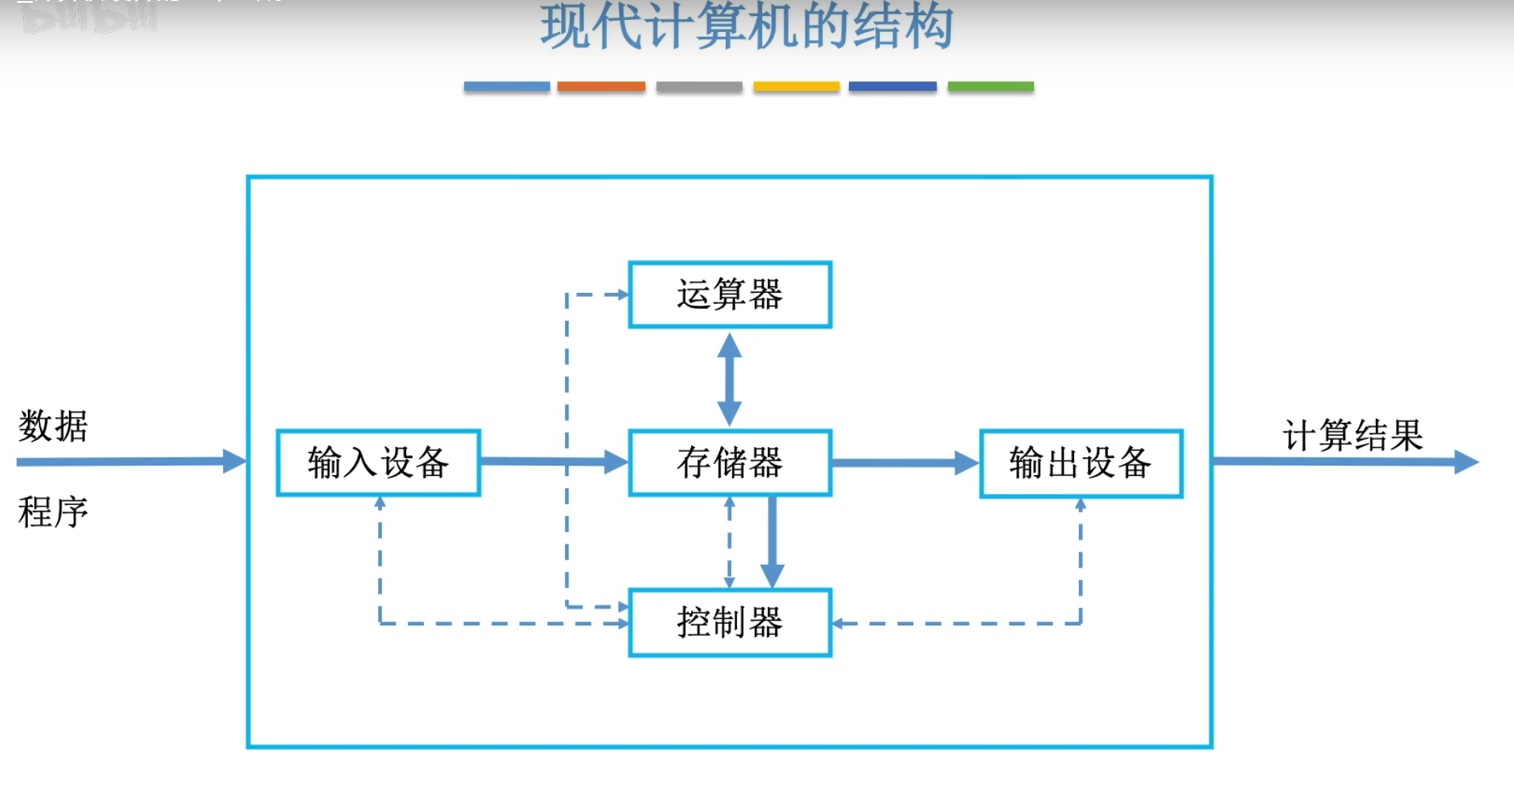 现代计算机的结构
运算器
数据
程序
输入设备
存储器
输出设备
计算结果
控制器